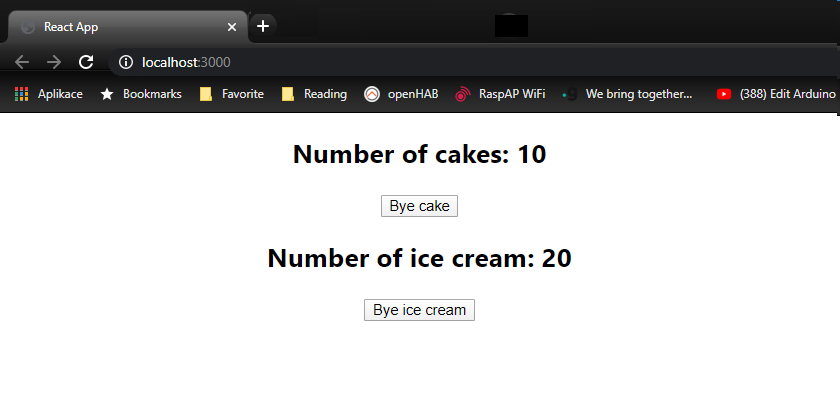 React App
localhost:3000
Aplikace Bookmarks Favorite Reading openHAB RaspAP WiFi We bring together... (388) Edit Arduino
Number of cakes: 10
Bye cake
Number of ice cream: 20
Bye ice cream